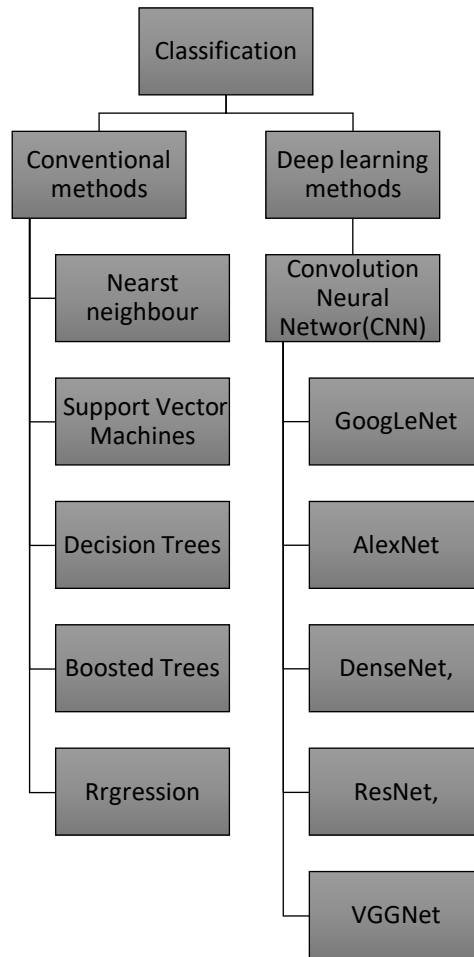 Classification
Conventional
methods
Nearst
neighbour
Support Vector
Machines
Decision Trees
Boosted Trees
Rrgression
Deep learning
methods
Convolution
Neural
Networ(CNN)
GoogLeNet
AlexNet
DenseNet,
ResNet,
VGGNet